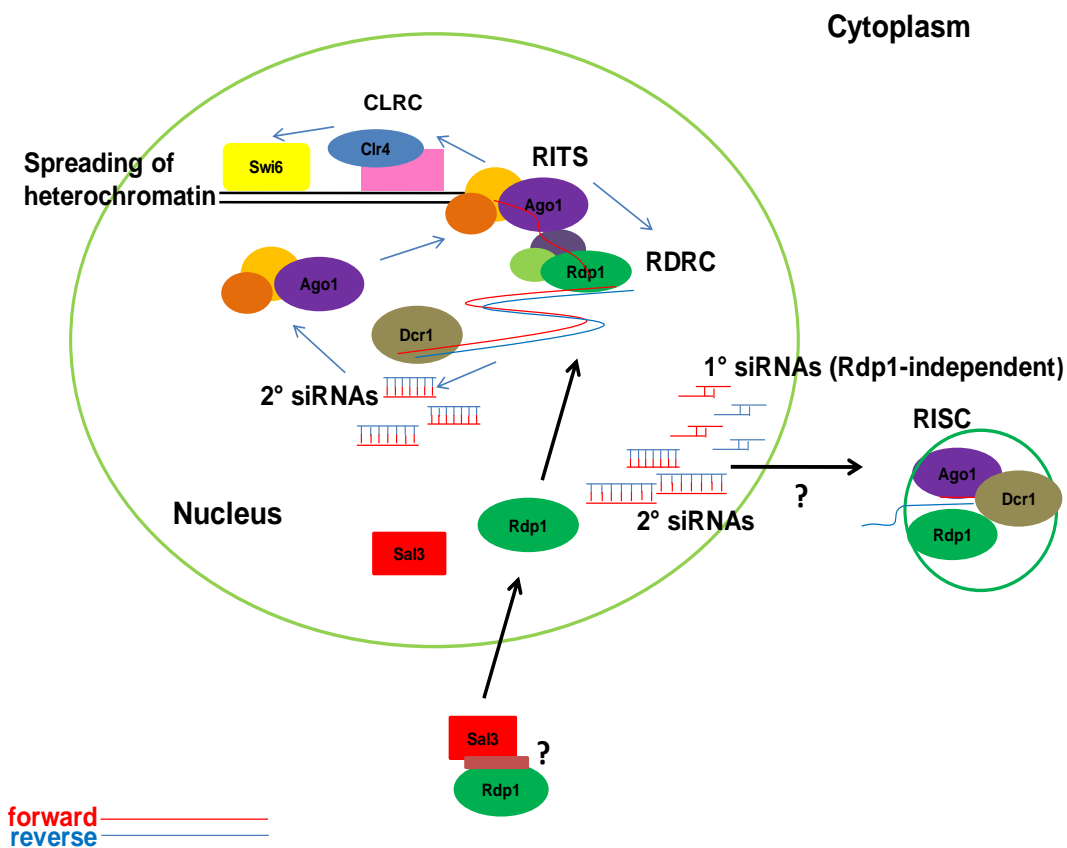 Cytoplasm
CLRC
Clr4
Swi6
Spreading of
heterochromatin
RITS
Ago1
RDRC
Rdp1
Ago1
Dcr1
2° siRNAs
1° siRNAs (Rdp1-independent)
RISC
Ago1
Dcr1
Rdp1
?
2° siRNAs
Nucleus
Rdp1
Sal3
Sal3
?
Rdp1
forward
reverse